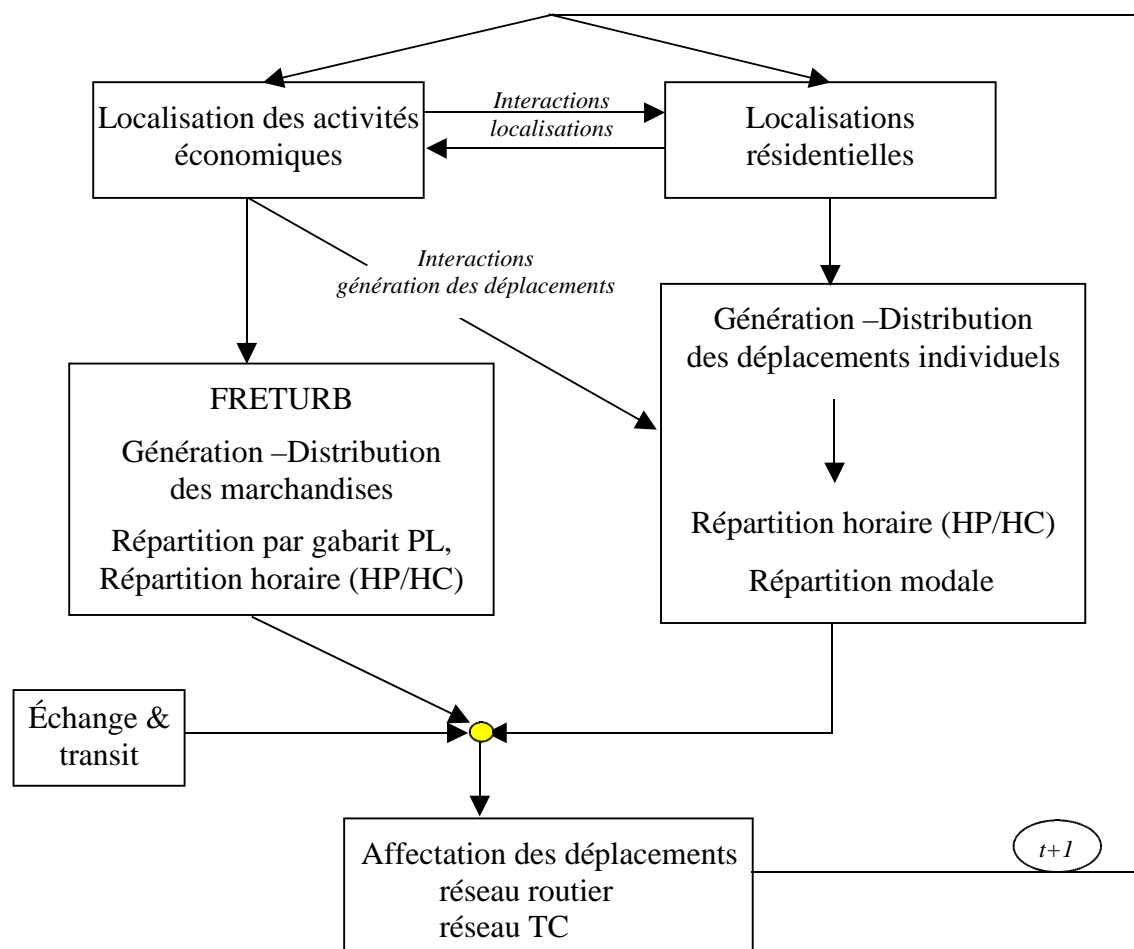 Localisation des activités
économiques
Interactions
localisations
Localisations
résidentielles
Interactions
génération des déplacements
Génération –Distribution
des déplacements individuels
Répartition horaire (HP/HC)
Répartition modale
FRETURB
Génération –Distribution
des marchandises
Répartition par gabarit PL,
Répartition horaire (HP/HC)
Échange &
transit
Affectation des déplacements
réseau routier
réseau TC
t+1